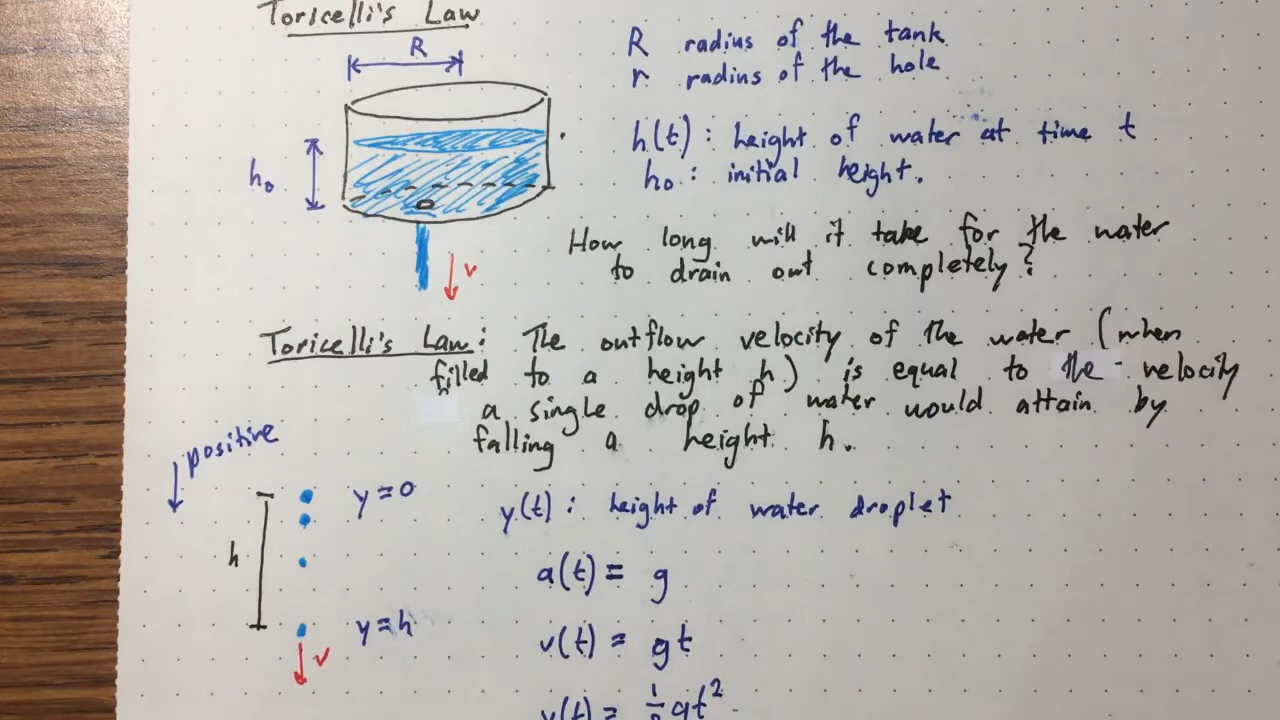 Toricelli's Law
R
R radius of the tank
r radius of the hole
h(t): height of water at time t
h₀: initial height.
h₀
How long will it take for the water
to drain out completely?
v
Toricelli's Law: The outflow velocity of the water (when
filled to a height h) is equal to the velocity
a single drop of water would attain by
falling a height h.
positive
y=0
y(t): height of water droplet
h
a(t) = g
y=h
v(t) = gt
v
y(t) = ½gt²